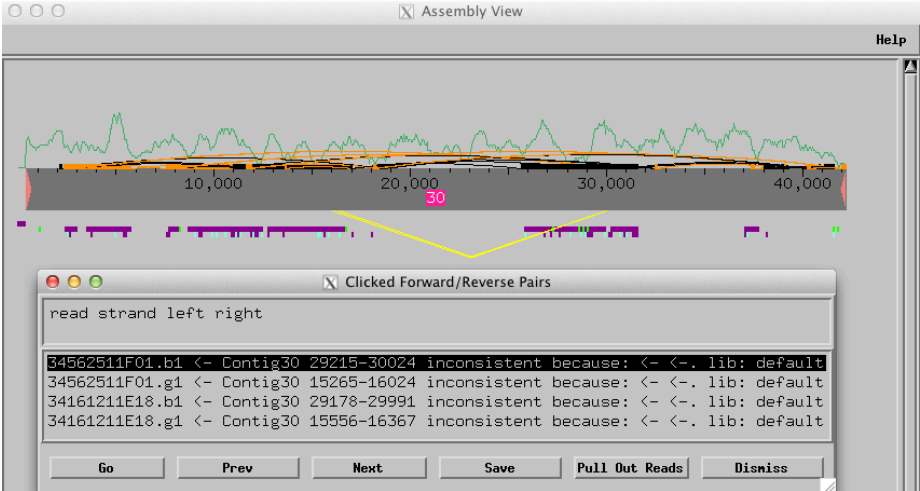 Assembly View
Help
10,000 20,000 30,000 40,000
30
Clicked Forward/Reverse Pairs
read strand left right
34562511F01.b1 <- Contig30 29215-30024 inconsistent because: <- <-. lib: default
34562511F01.g1 <- Contig30 15265-16024 inconsistent because: <- <-. lib: default
34161211E18.b1 <- Contig30 29178-29991 inconsistent because: <- <-. lib: default
34161211E18.g1 <- Contig30 15556-16367 inconsistent because: <- <-. lib: default
Go Prev Next Save Pull Out Reads Dismiss